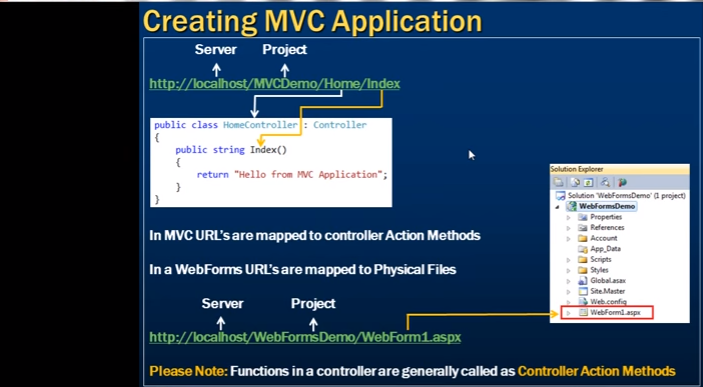 Creating MVC Application
Server Project
http://localhost/MVCDemo/Home/Index
public class HomeController : Controller
{
public string Index()
{
return "Hello from MVC Application";
}
}
In MVC URL's are mapped to controller Action Methods
In a WebForms URL's are mapped to Physical Files
Server Project
http://localhost/WebFormsDemo/WebForm1.aspx
Please Note: Functions in a controller are generally called as Controller Action Methods
Solution Explorer
Solution 'WebFormsDemo' (1 project)
WebFormsDemo
Properties
References
Account
App_Data
Scripts
Styles
Global.asax
Site.Master
Web.config
WebForm1.aspx